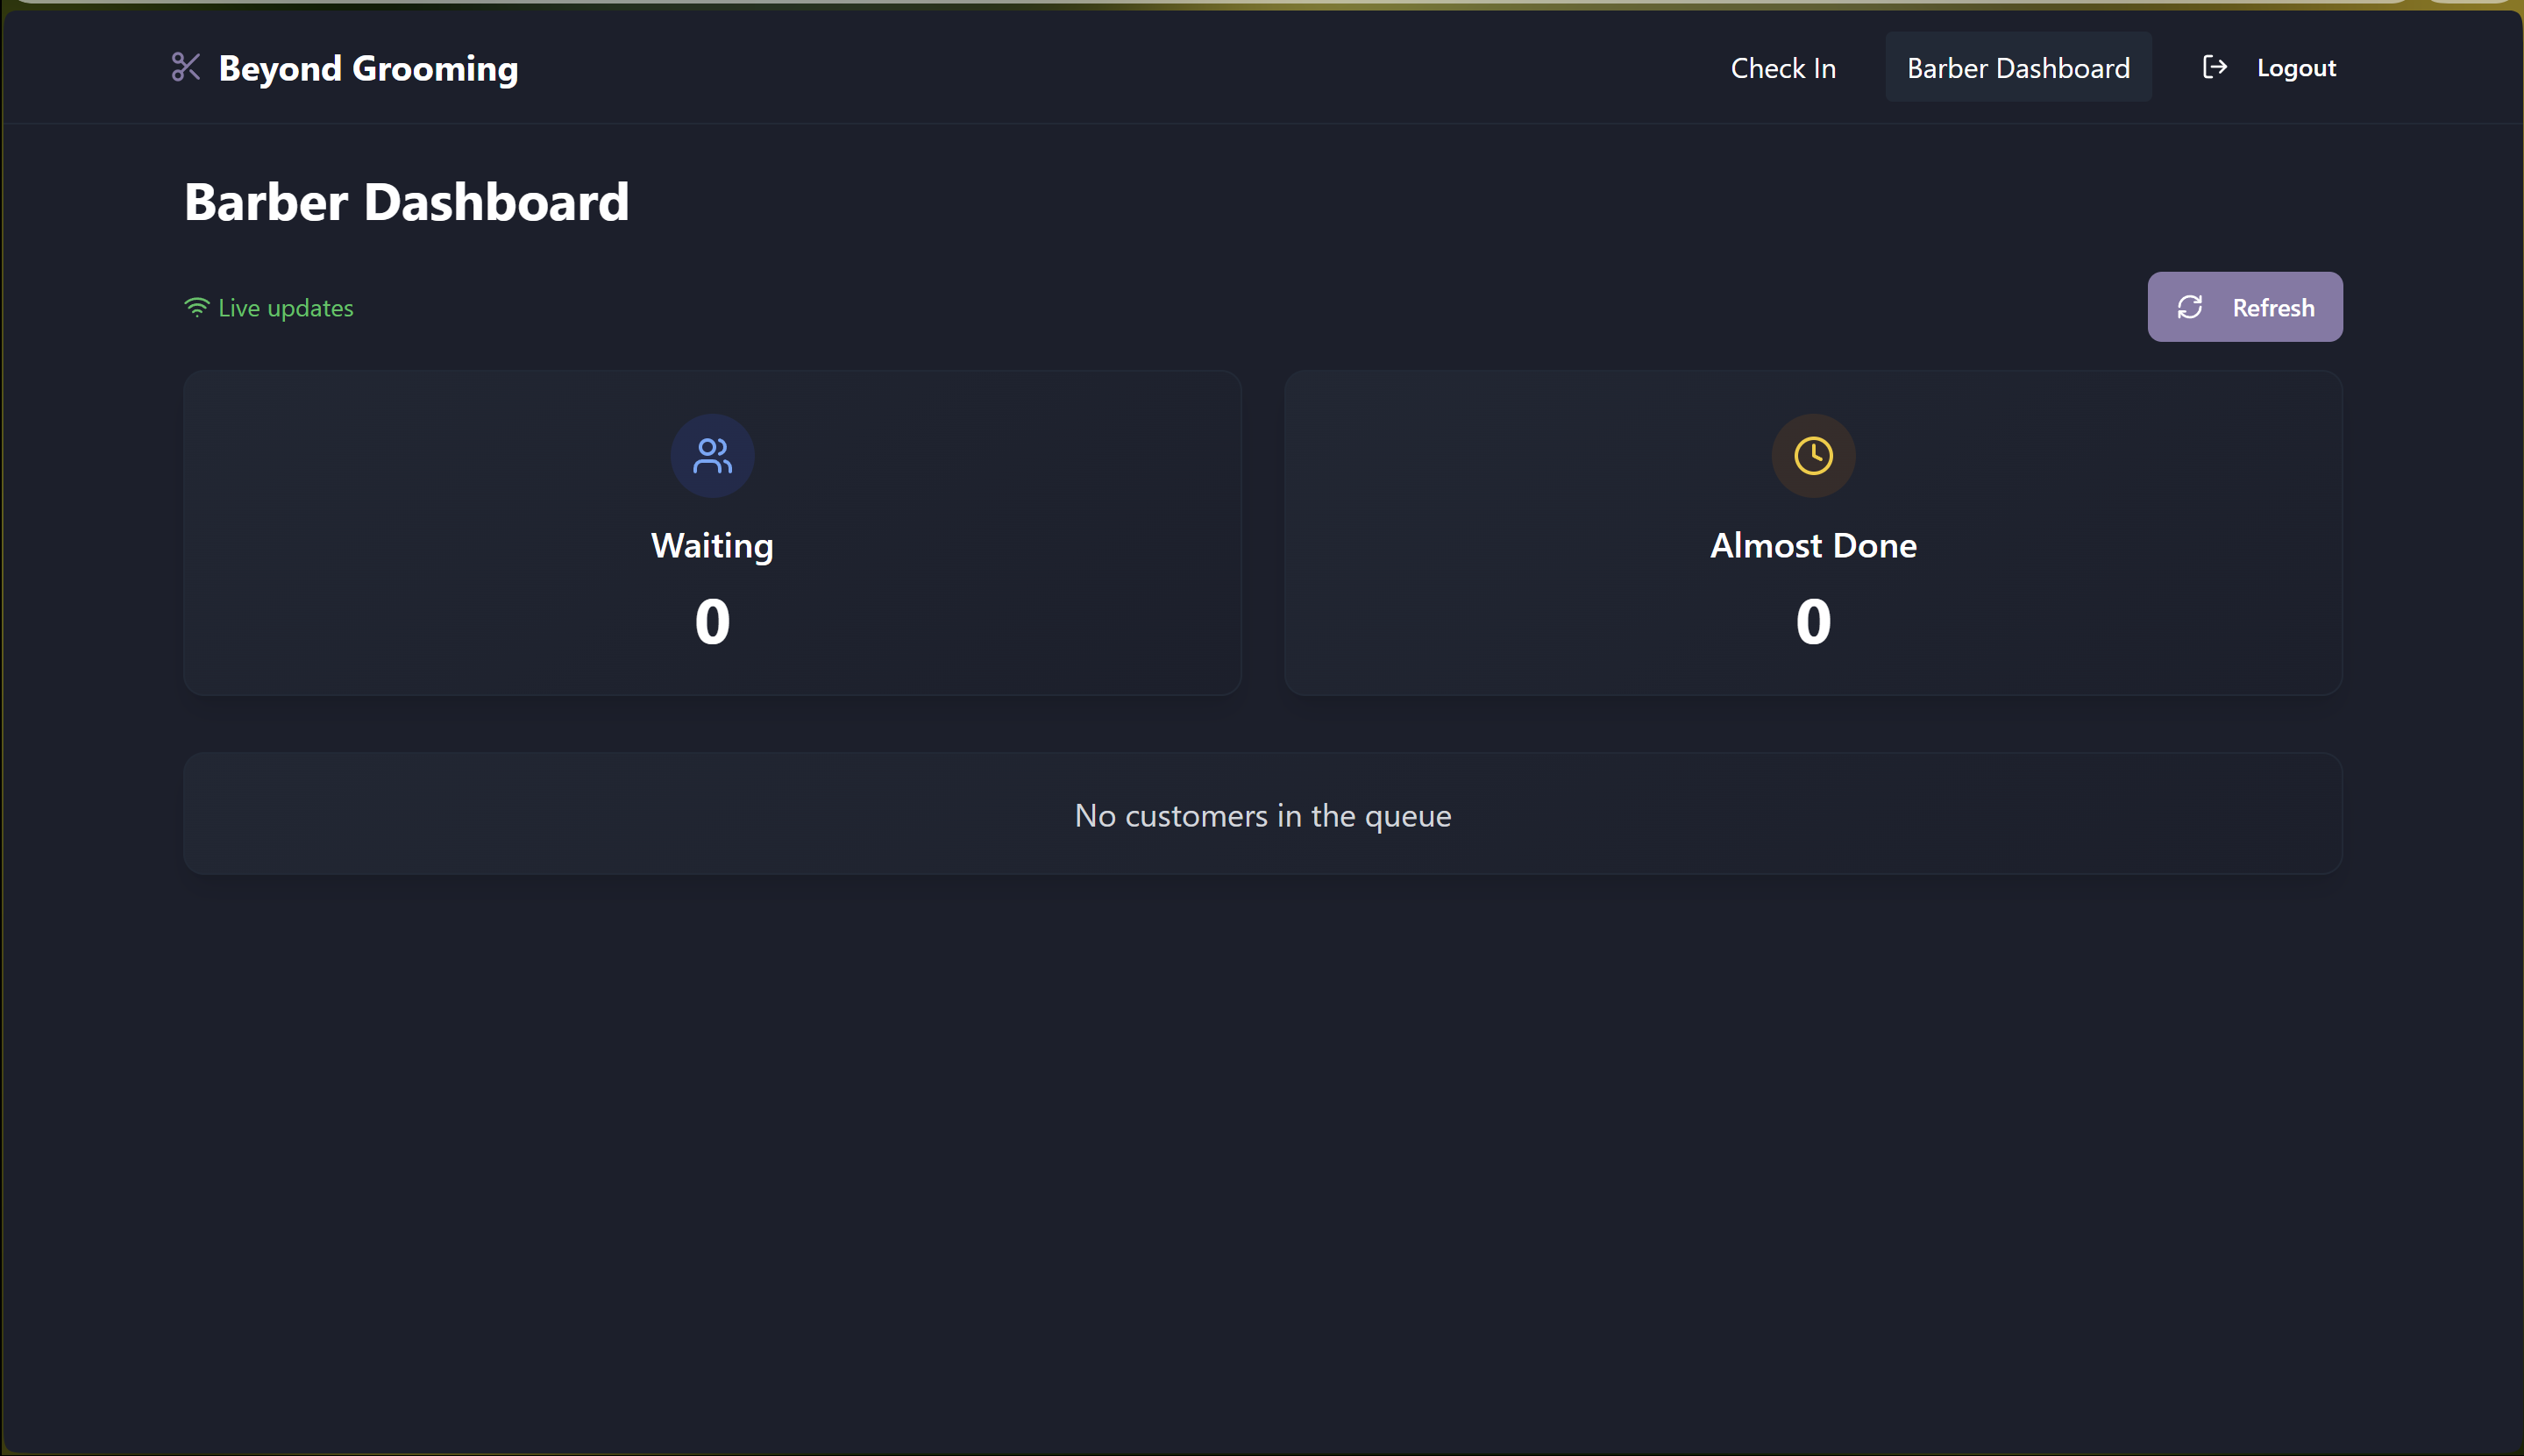 Beyond Grooming
Check In
Barber Dashboard
Logout
Barber Dashboard
Live updates
Refresh
Waiting
0
Almost Done
0
No customers in the queue